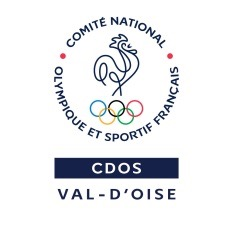 COMITÉ NATIONAL
OLYMPIQUE ET SPORTIF FRANÇAIS
CDOS
VAL-D'OISE